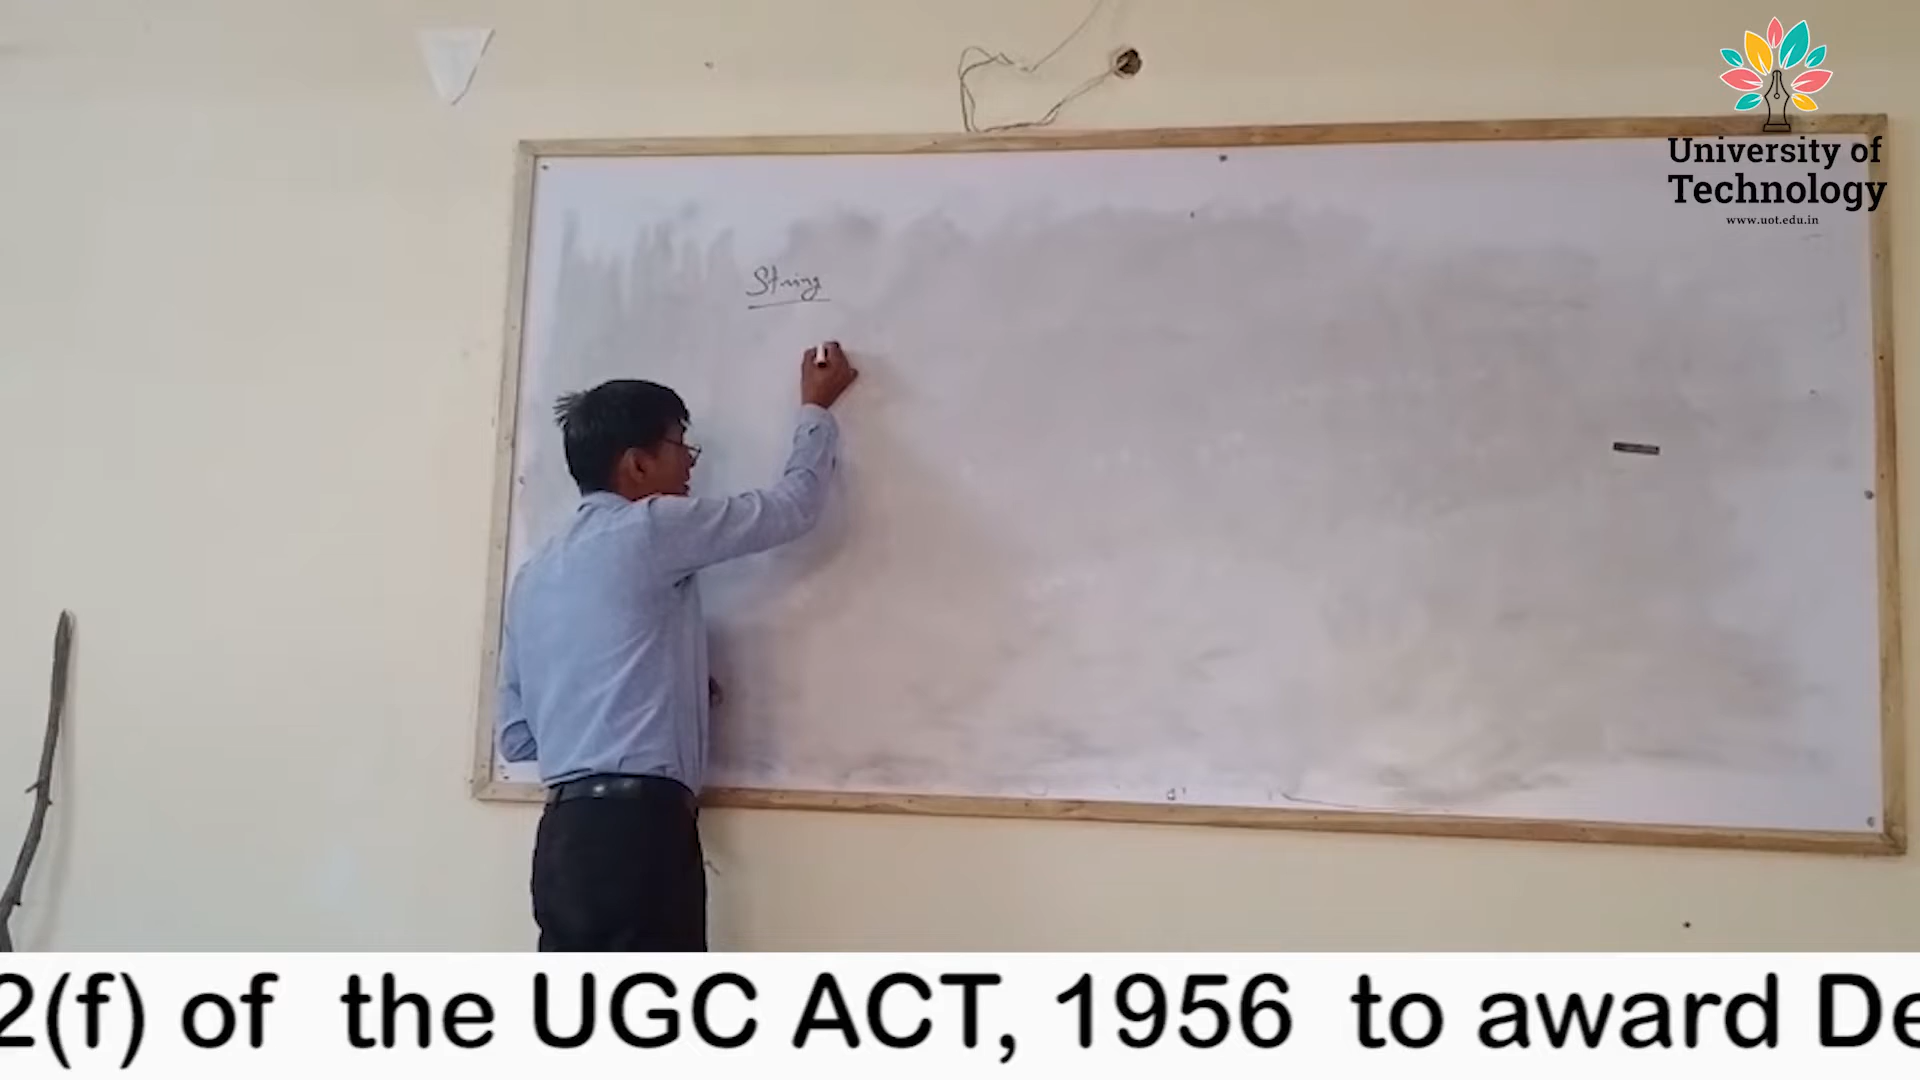 University of
Technology
www.uot.edu.in
String
2(f) of the UGC ACT, 1956 to award De